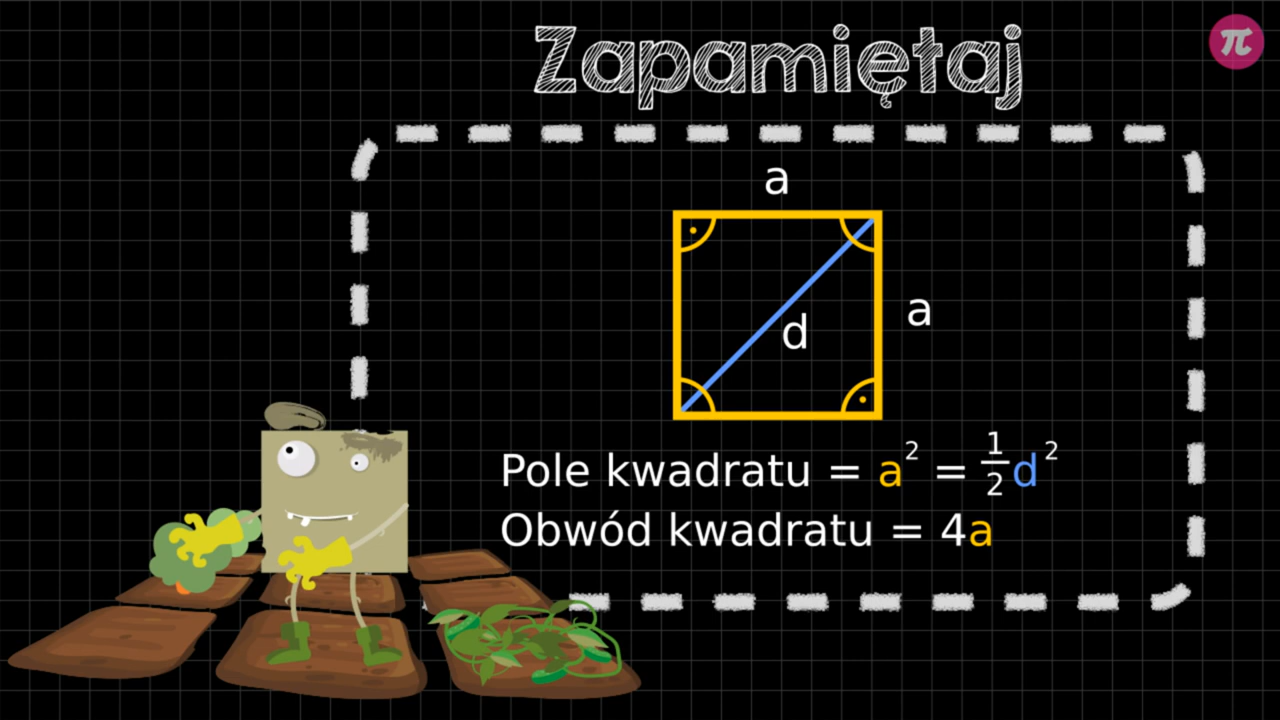 Zapamiętaj
π
a
a
d
Pole kwadratu = a² = ½d²
Obwód kwadratu = 4a